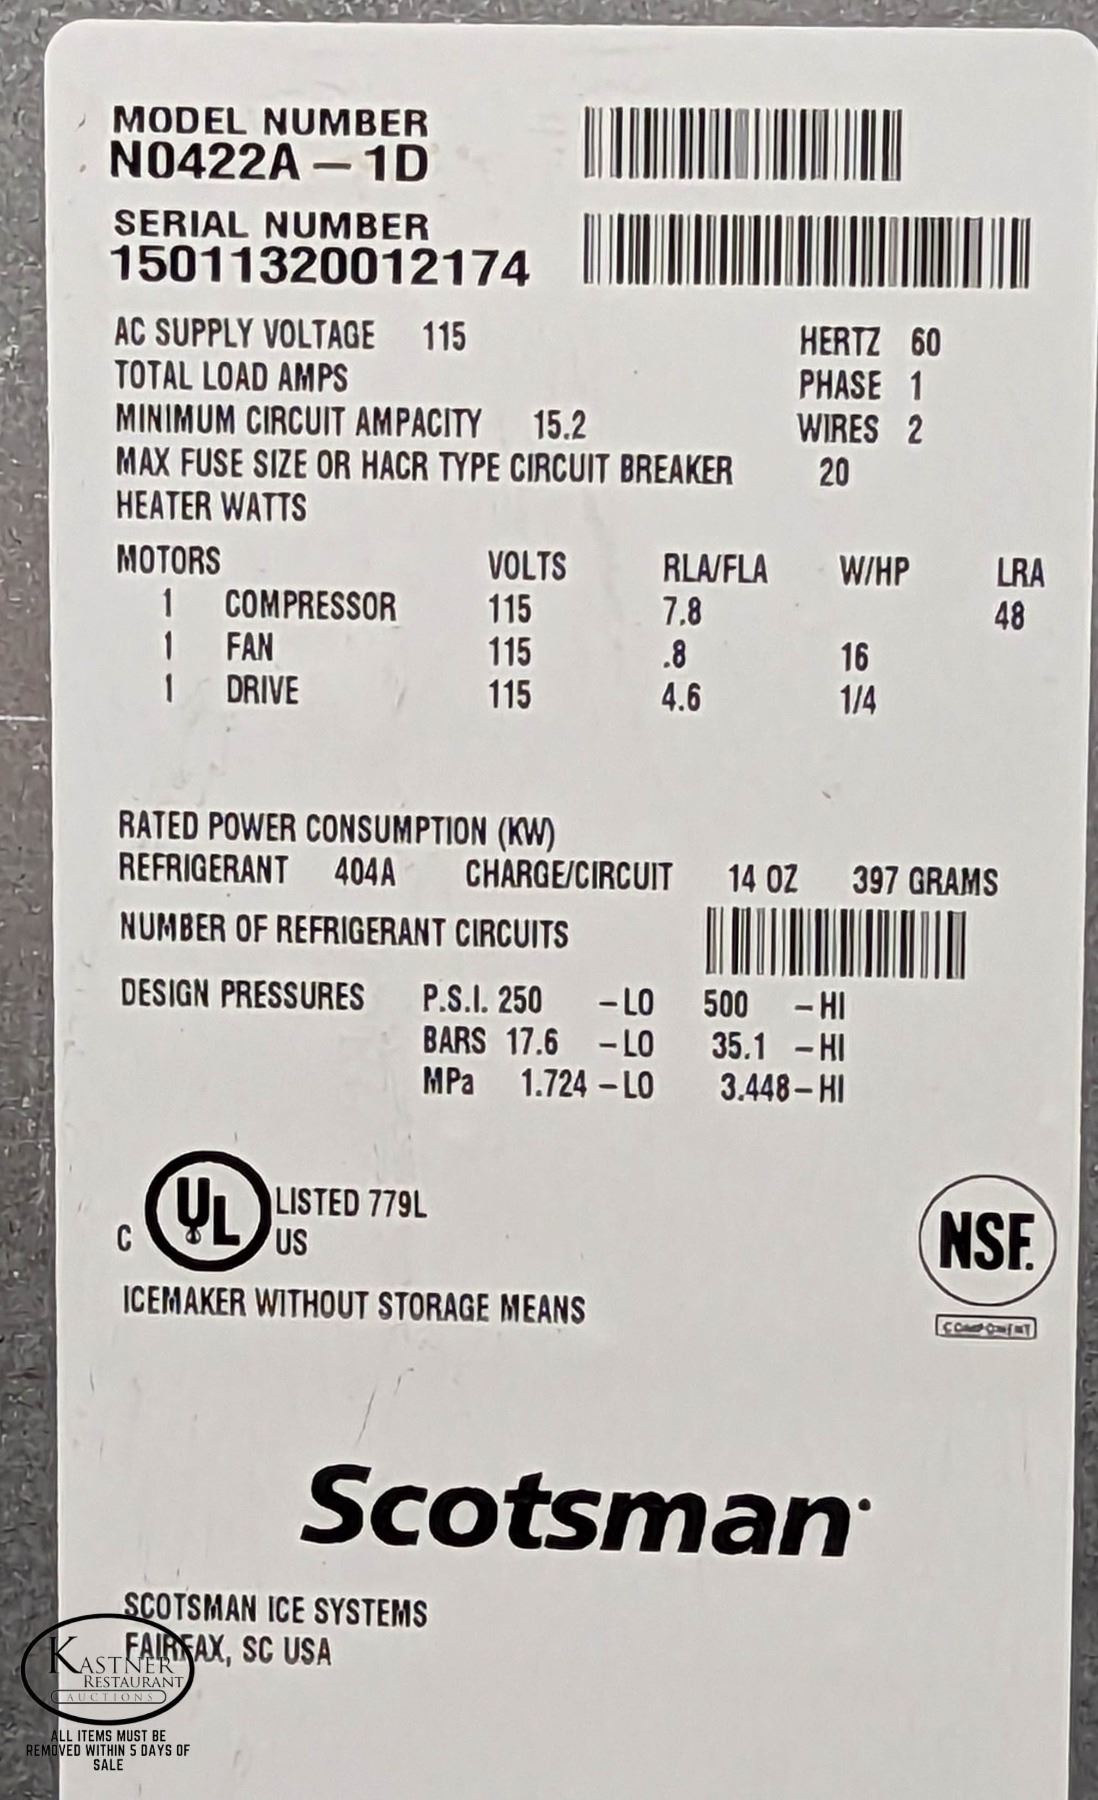 MODEL NUMBER
N0422A – 1D
SERIAL NUMBER
15011320012174
AC SUPPLY VOLTAGE 115 HERTZ 60
TOTAL LOAD AMPS PHASE 1
MINIMUM CIRCUIT AMPACITY 15.2 WIRES 2
MAX FUSE SIZE OR HACR TYPE CIRCUIT BREAKER 20
HEATER WATTS
MOTORS VOLTS RLA/FLA W/HP LRA
1 COMPRESSOR 115 7.8 48
1 FAN 115 .8 16
1 DRIVE 115 4.6 1/4
RATED POWER CONSUMPTION (KW)
REFRIGERANT 404A CHARGE/CIRCUIT 14 OZ 397 GRAMS
NUMBER OF REFRIGERANT CIRCUITS
DESIGN PRESSURES P.S.I. 250 – LO 500 – HI
BARS 17.6 – LO 35.1 – HI
MPa 1.724 – LO 3.448 – HI
C UL LISTED 779L
US
NSF.
COMPONENT
ICEMAKER WITHOUT STORAGE MEANS
Scotsman
SCOTSMAN ICE SYSTEMS
FAIRFAX, SC USA
KASTNER
RESTAURANT
AUCTIONS
ALL ITEMS MUST BE
REMOVED WITHIN 5 DAYS OF
SALE